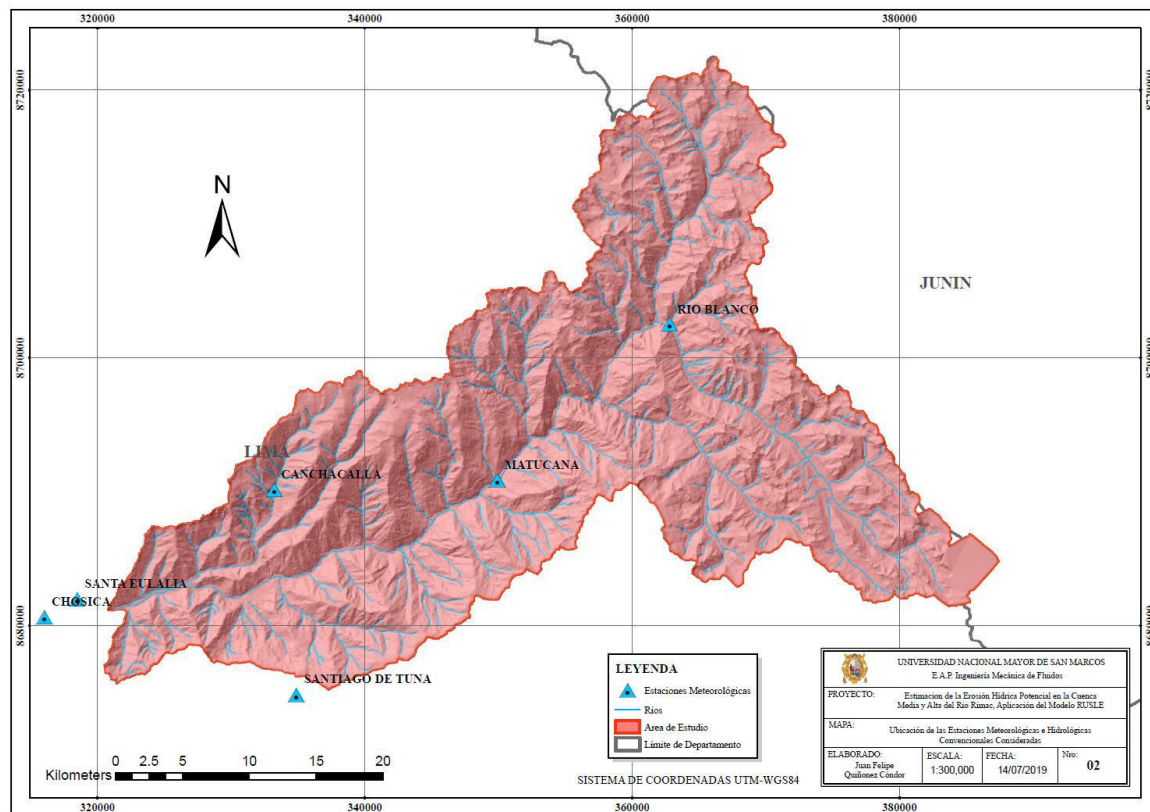 320000
340000
360000
380000
8720000
8720000
N
JUNIN
RIO BLANCO
8700000
8700000
LIMA
MATUCANA
CANCHACALLA
SANTA EULALIA
CHOSICA
8680000
8680000
SANTIAGO DE TUNA
LEYENDA
Estaciones Meteorológicas
Ríos
Area de Estudio
Límite de Departamento
UNIVERSIDAD NACIONAL MAYOR DE SAN MARCOS
E.A.P. Ingeniería Mecánica de Fluidos
PROYECTO:
Estimacion de la Erosión Hídrica Potencial en la Cuenca
Media y Alta del Río Rimac, Aplicación del Modelo RUSLE
MAPA:
Ubicación de las Estaciones Meteorológicas e Hidrológicas
Convencionales Consideradas
ELABORADO:
Juan Felipe
Quiñonez Cóndor
ESCALA:
1:300,000
FECHA:
14/07/2019
Nro:
02
0 2.5 5 10 15 20
Kilometers
SISTEMA DE COORDENADAS UTM-WGS84
320000
340000
360000
380000